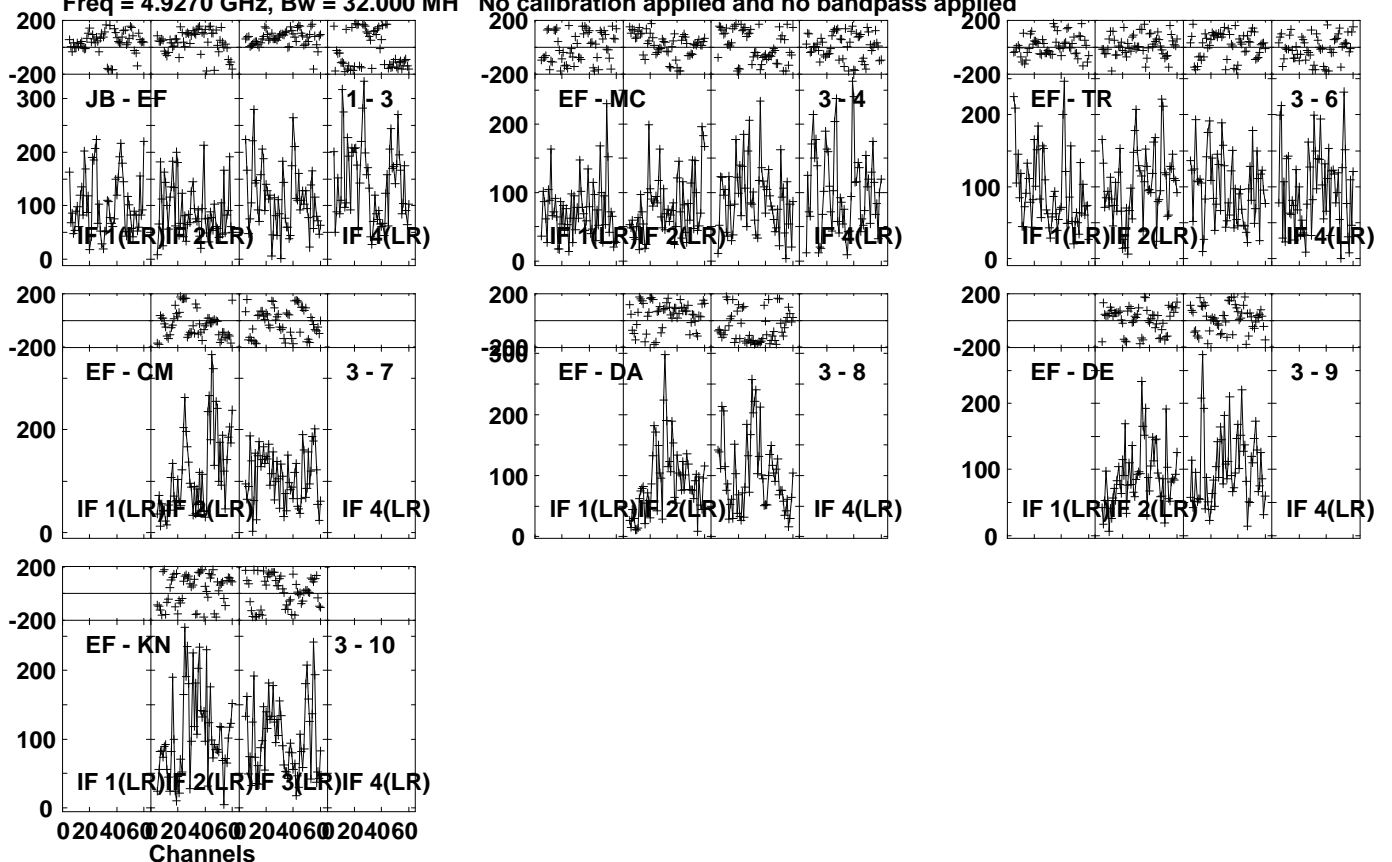 Freq = 4.9270 GHz, Bw = 32.000 MH No calibration applied and no bandpass applied
200
-200
300
200
100
0
JB - EF
1 - 3
IF 1(LR)
IF 2(LR)
IF 4(LR)
200
-200
200
100
0
EF - MC
3 - 4
IF 1(LR)
IF 2(LR)
IF 4(LR)
200
-200
200
100
0
EF - TR
3 - 6
IF 1(LR)
IF 2(LR)
IF 4(LR)
200
-200
200
0
EF - CM
3 - 7
IF 1(LR)
IF 2(LR)
IF 4(LR)
200
-200
300
200
100
0
EF - DA
3 - 8
IF 1(LR)
IF 2(LR)
IF 4(LR)
200
-200
200
100
0
EF - DE
3 - 9
IF 1(LR)
IF 2(LR)
IF 4(LR)
200
-200
200
100
0
EF - KN
3 - 10
IF 1(LR)
IF 2(LR)
IF 3(LR)
IF 4(LR)
0 20 40 60 0 20 40 60 0 20 40 60 0 20 40 60
Channels